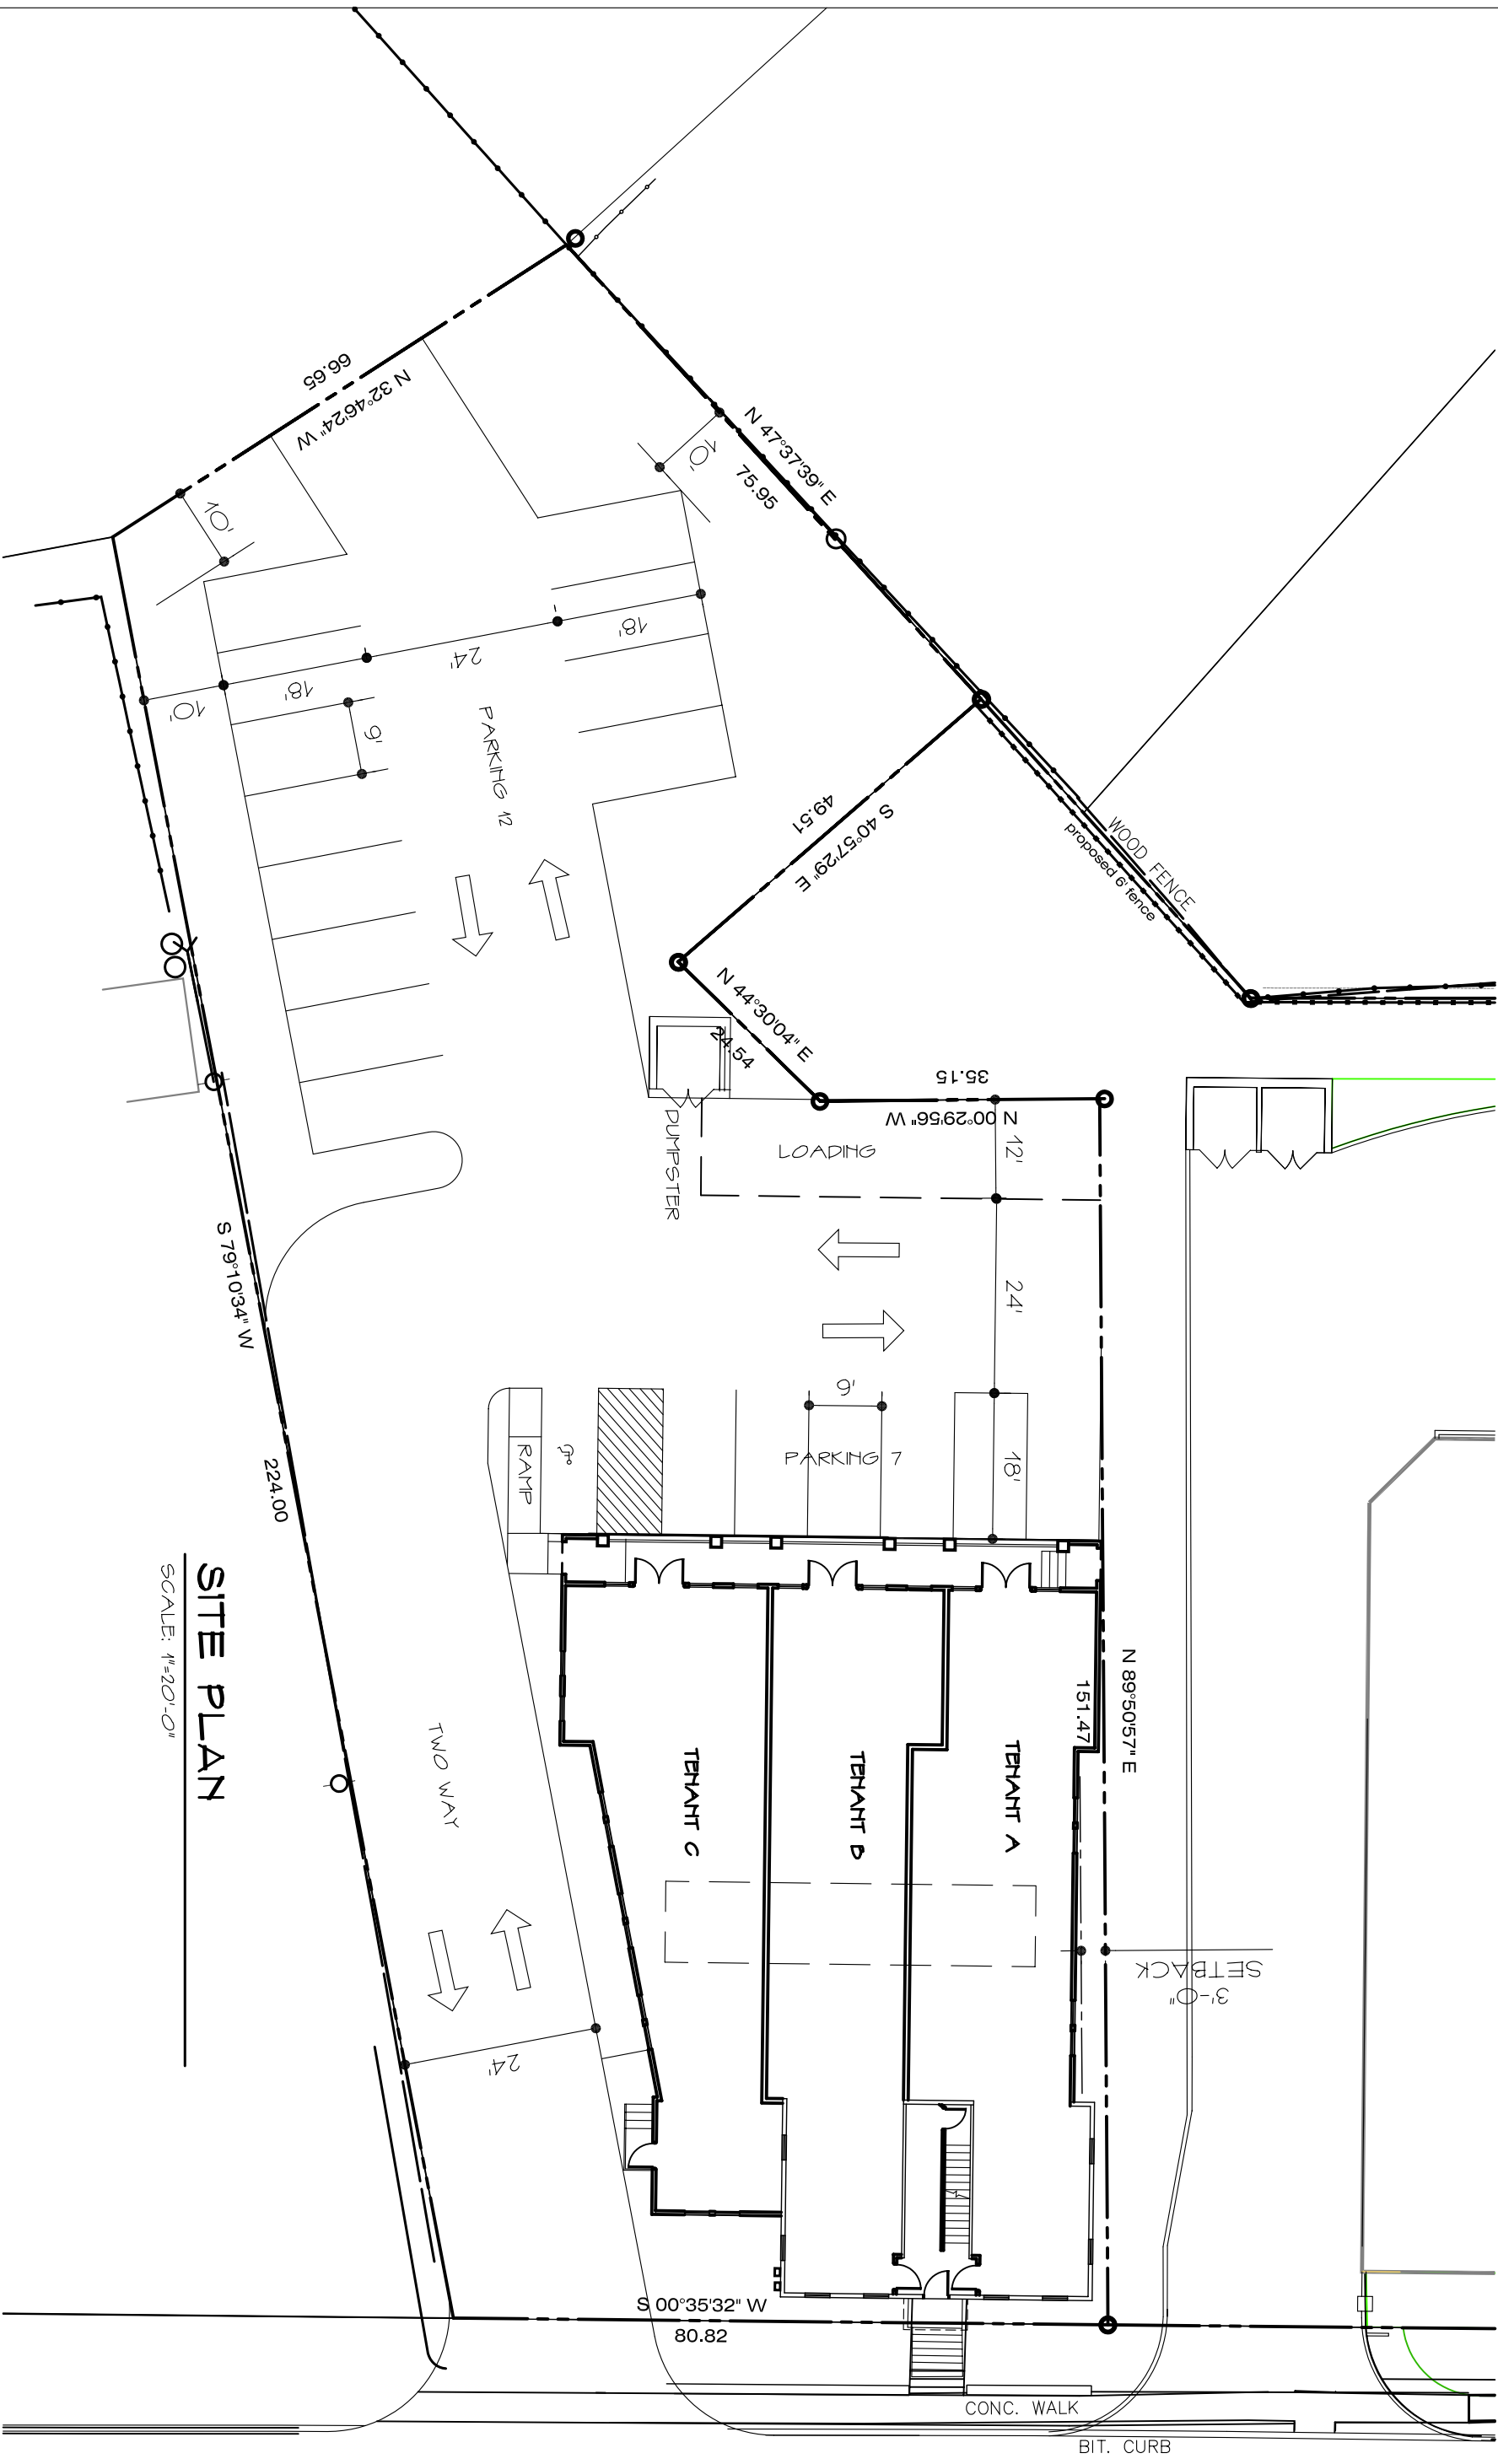 66.65
N 32°46'24" W
10'
N 47°37'39" E
75.95
10'
18'
24'
18'
10'
9'
PARKING 12
S 40°57'29" E
49.51
WOOD FENCE
proposed 6' fence
N 44°30'04" E
24.54
35.15
N 00°29'56" W
DUMPSTER
LOADING
12'
24'
S 79°10'34" W
224.00
9'
PARKING 7
18'
RAMP
SITE PLAN
SCALE: 1"=20'-0"
N 89°50'57" E
151.47
TENANT A
TENANT B
TENANT C
TWO WAY
3'-0"
SETBACK
24'
S 00°35'32" W
80.82
CONC. WALK
BIT. CURB